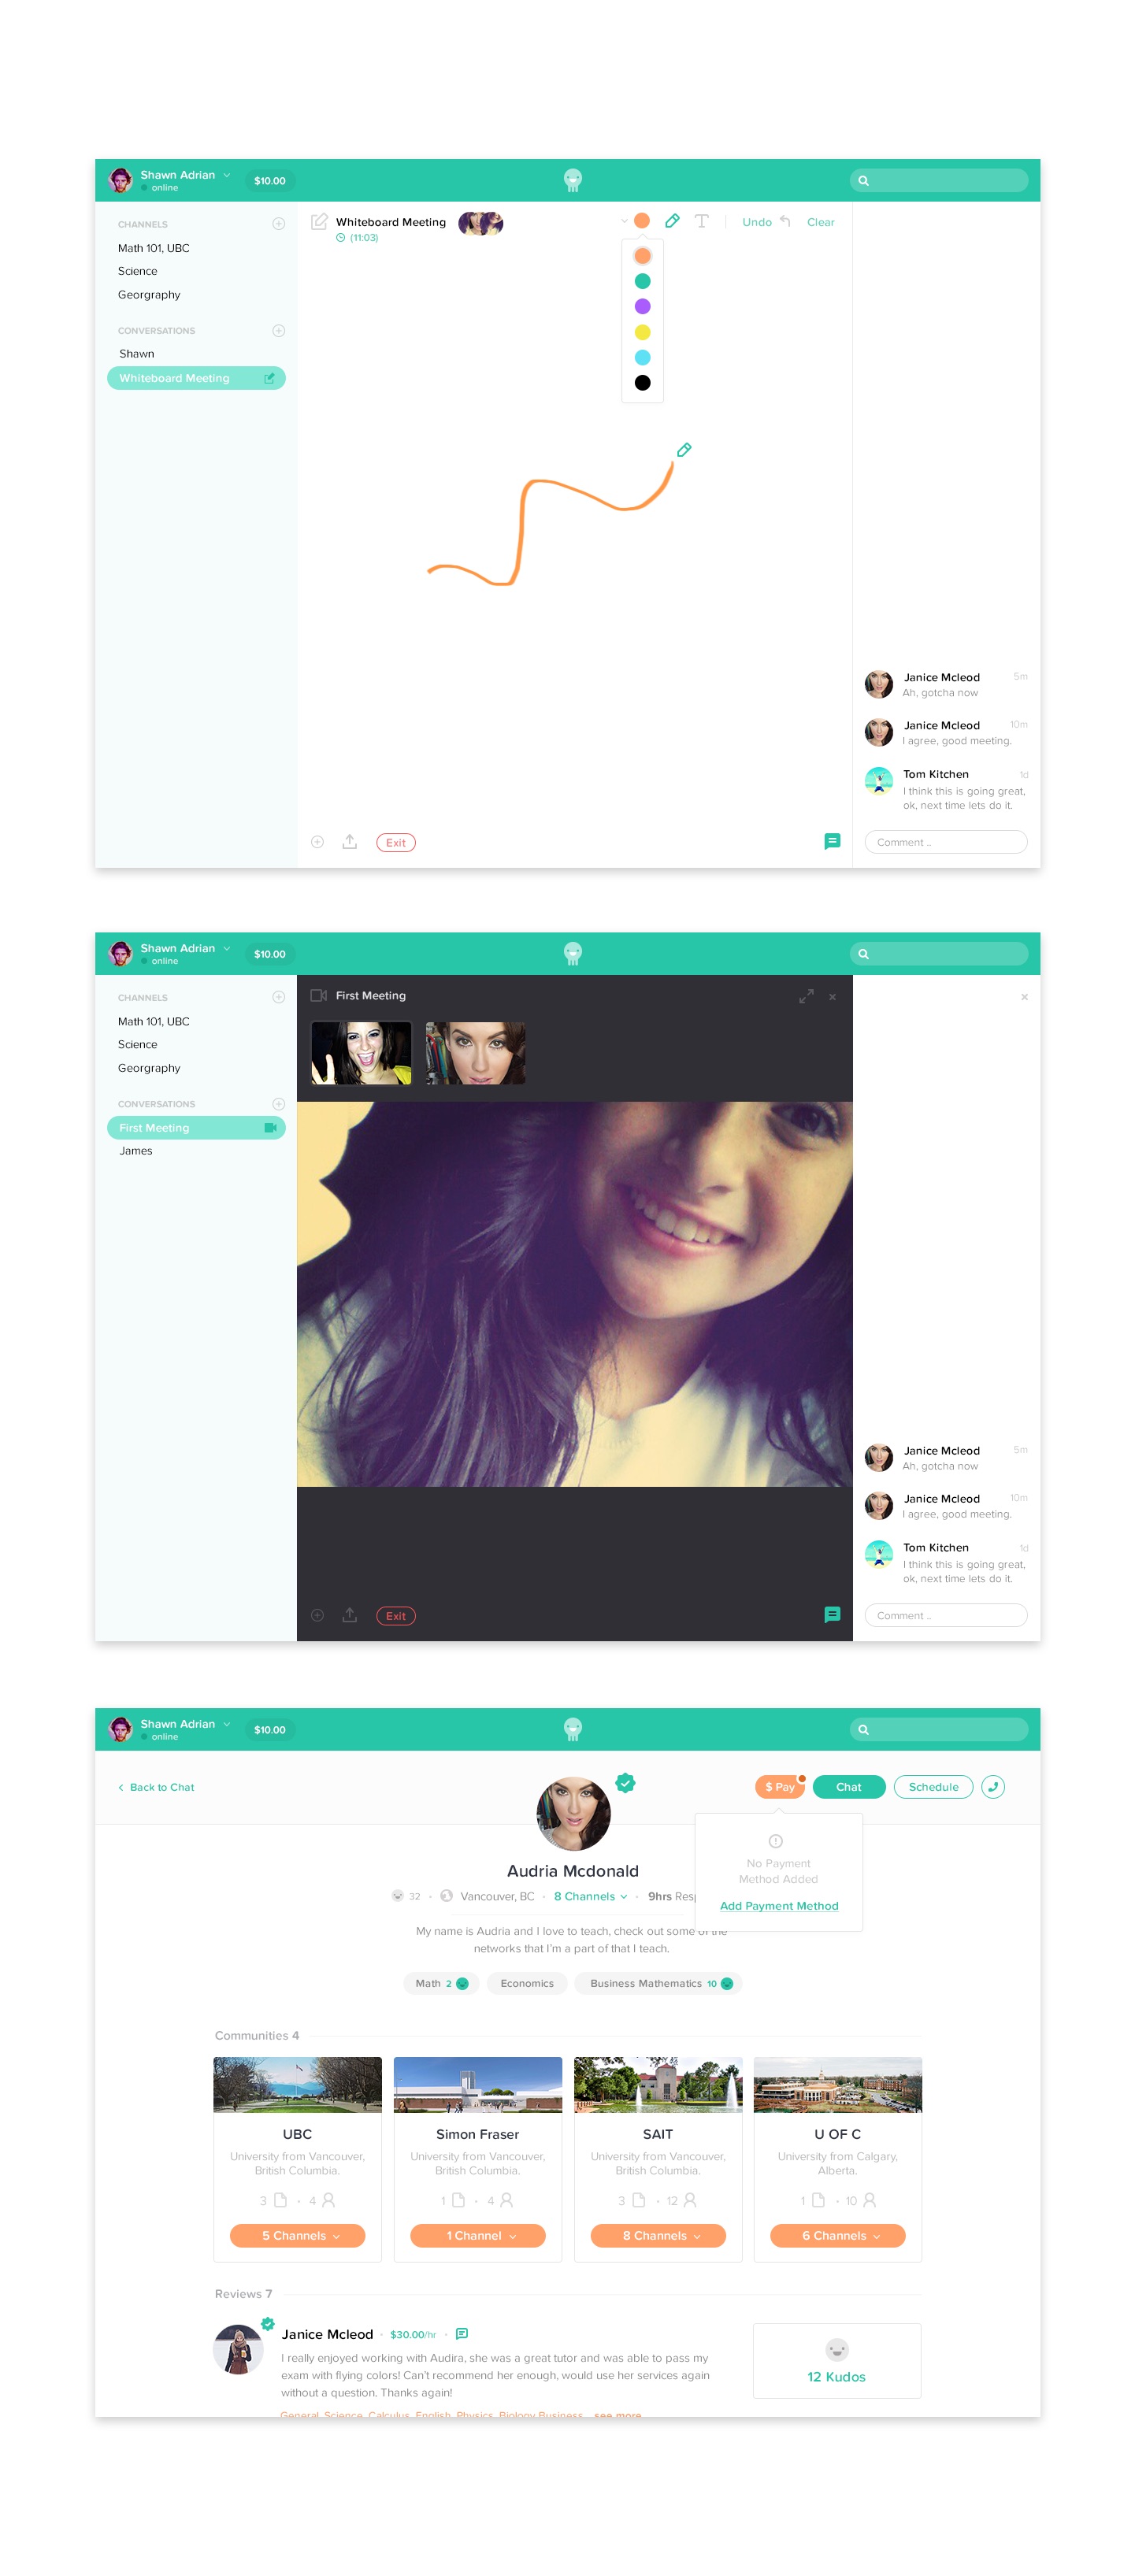 Shawn Adrian
online
$10.00
CHANNELS
Math 101, UBC
Science
Georgraphy
CONVERSATIONS
Shawn
Whiteboard Meeting
Whiteboard Meeting
(11:03)
Undo
Clear
Janice Mcleod 5m
Ah, gotcha now
Janice Mcleod 10m
I agree, good meeting.
Tom Kitchen 1d
I think this is going great,
ok, next time lets do it.
Exit
Comment ..
Shawn Adrian
online
$10.00
CHANNELS
Math 101, UBC
Science
Georgraphy
CONVERSATIONS
First Meeting
James
First Meeting
Janice Mcleod 5m
Ah, gotcha now
Janice Mcleod 10m
I agree, good meeting.
Tom Kitchen 1d
I think this is going great,
ok, next time lets do it.
Exit
Comment ..
Shawn Adrian
online
$10.00
Back to Chat
$ Pay
Chat
Schedule
No Payment
Method Added
Add Payment Method
Audria Mcdonald
32 • Vancouver, BC • 8 Channels • 9hrs Resp
My name is Audria and I love to teach, check out some of the
networks that I'm a part of that I teach.
Math 2
Economics
Business Mathematics 10
Communities 4
UBC
University from Vancouver,
British Columbia.
3 • 4
5 Channels
Simon Fraser
University from Vancouver,
British Columbia.
1 • 4
1 Channel
SAIT
University from Vancouver,
British Columbia.
3 • 12
8 Channels
U OF C
University from Calgary,
Alberta.
1 • 10
6 Channels
Reviews 7
Janice Mcleod • $30.00/hr •
I really enjoyed working with Audira, she was a great tutor and was able to pass my
exam with flying colors! Can't recommend her enough, would use her services again
without a question. Thanks again!
General, Science, Calculus, English, Physics, Biology Business... see more
12 Kudos